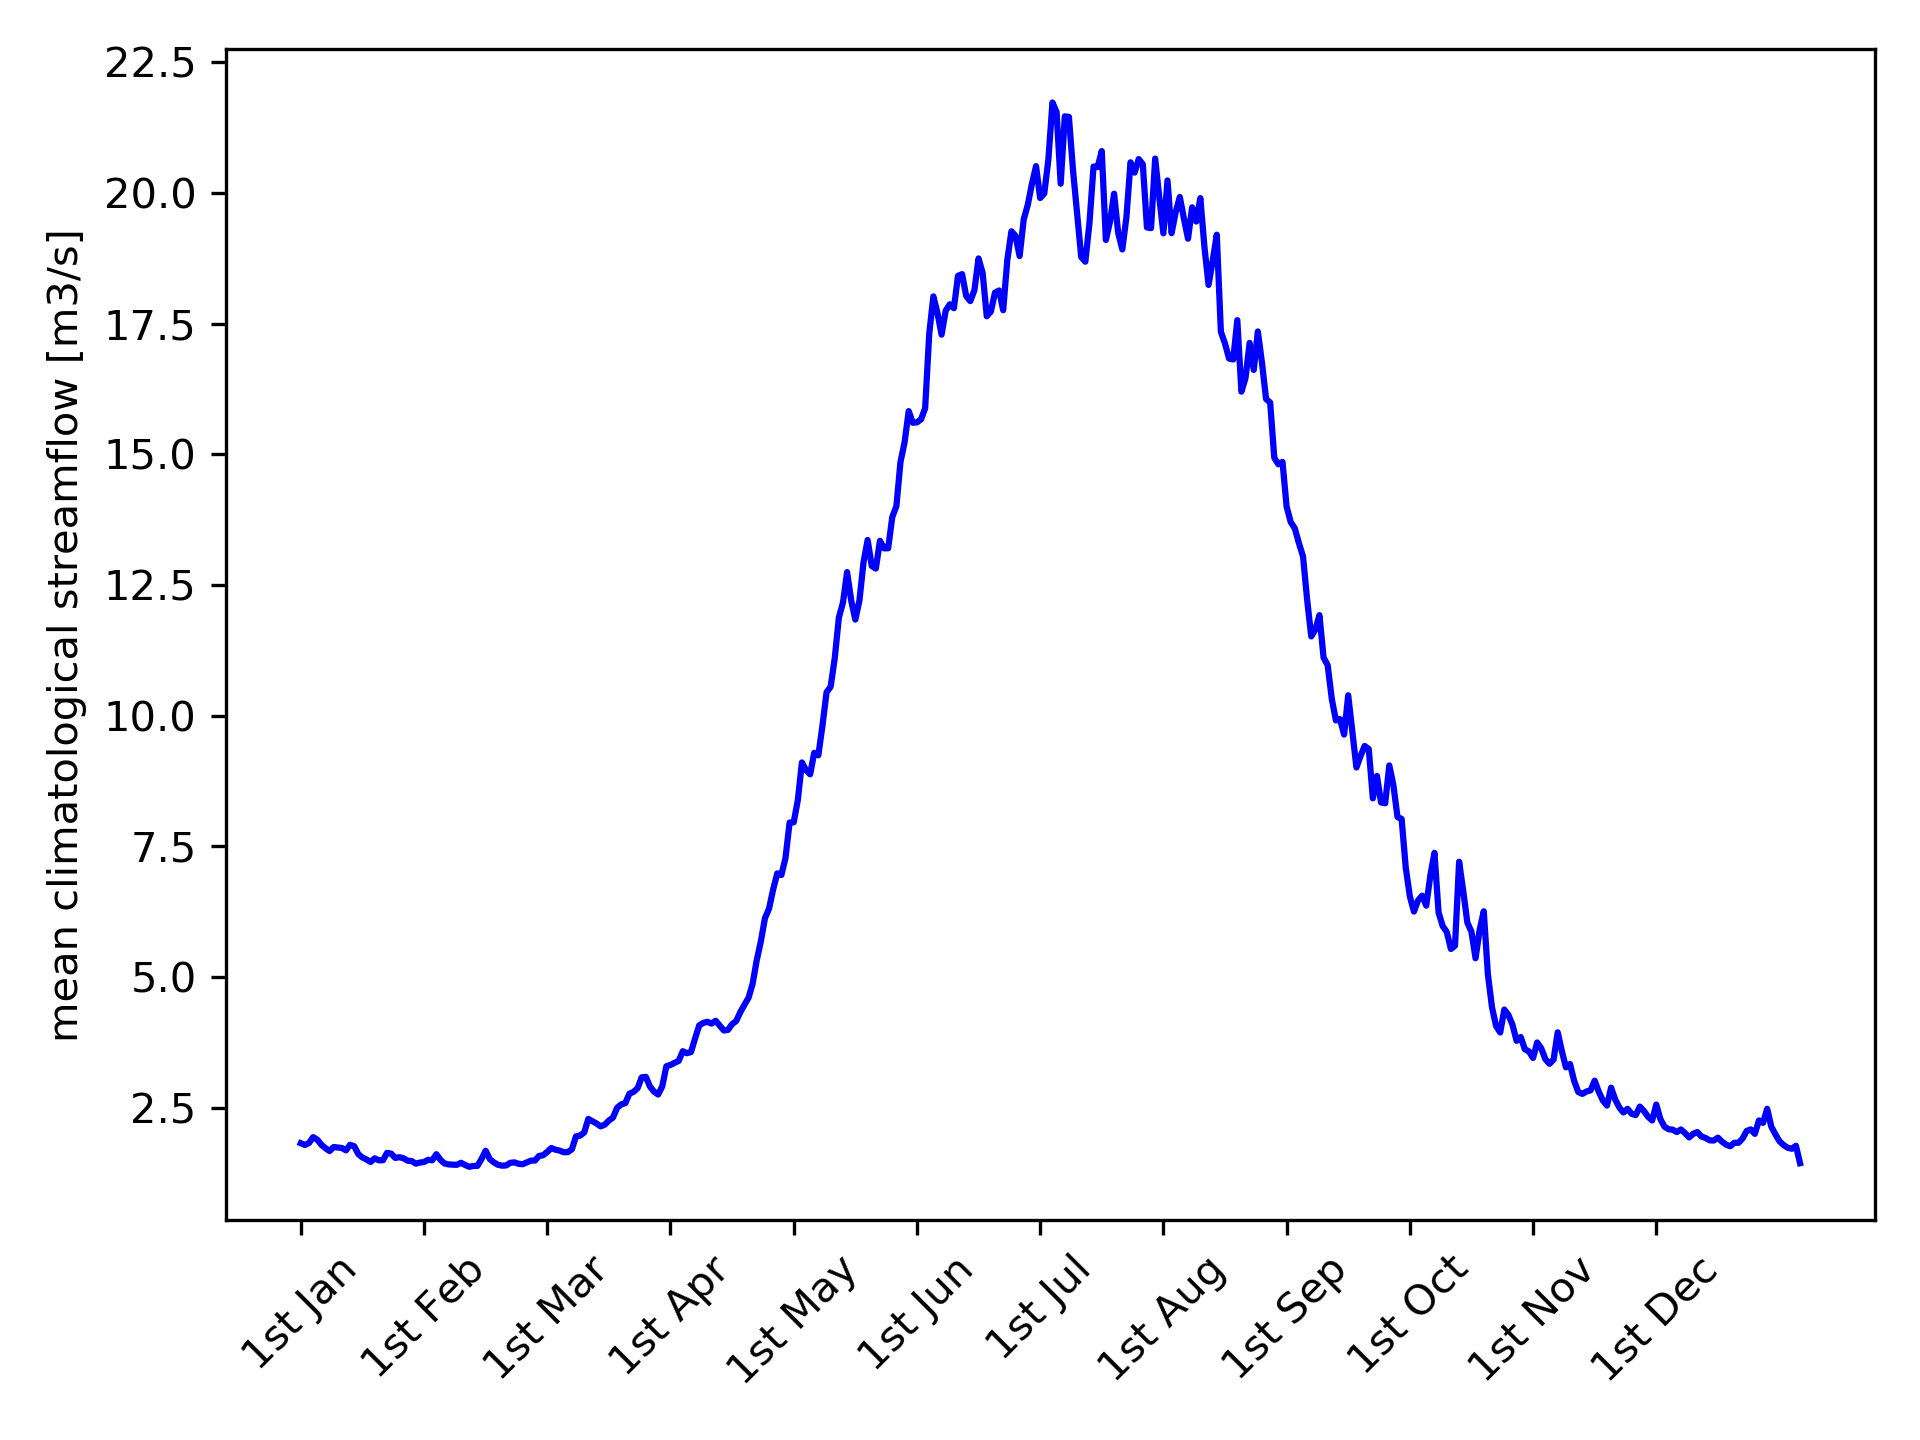 22.5
20.0
17.5
15.0
12.5
10.0
7.5
5.0
2.5
mean climatological streamflow [m3/s]
1st Jan
1st Feb
1st Mar
1st Apr
1st May
1st Jun
1st Jul
1st Aug
1st Sep
1st Oct
1st Nov
1st Dec